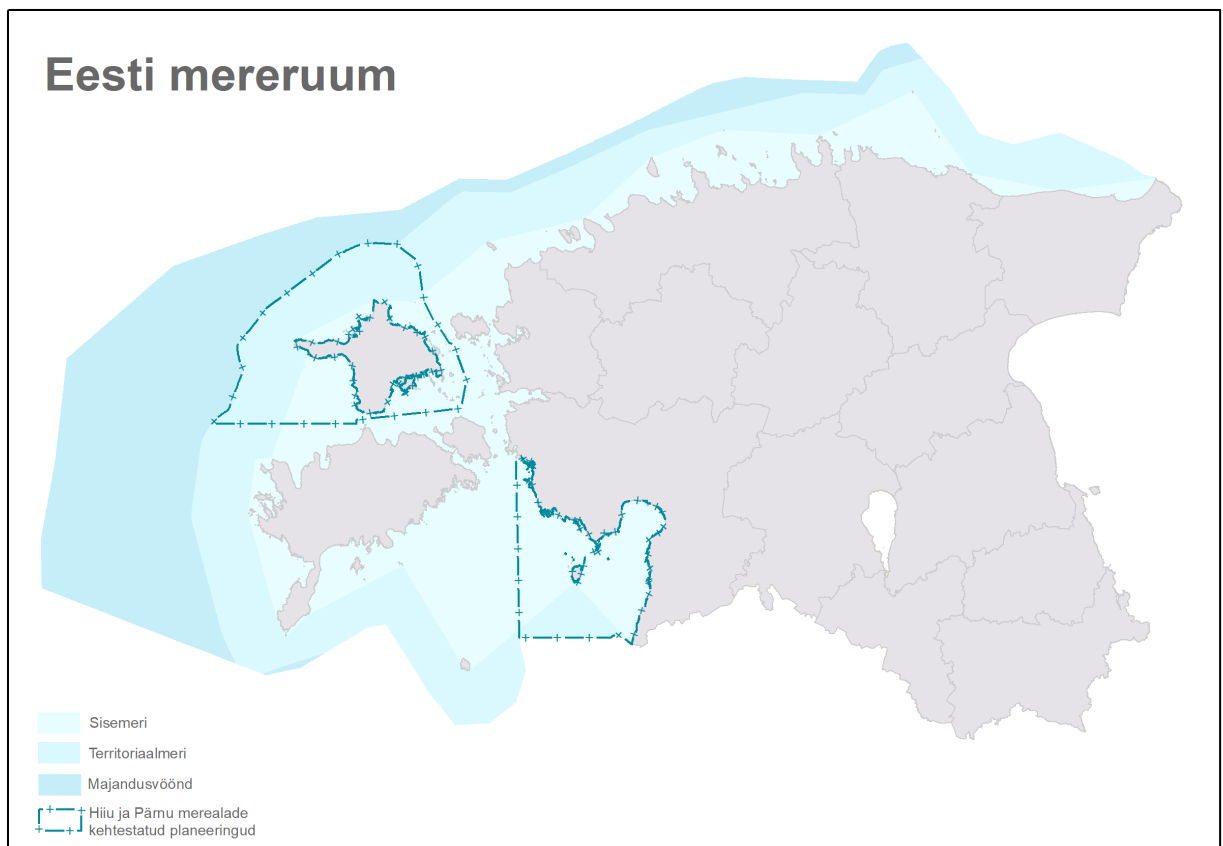 Eesti mereruum
Sisemeri
Territoriaalmeri
Majandusvöönd
Hiiu ja Pärnu merealade
kehtestatud planeeringud